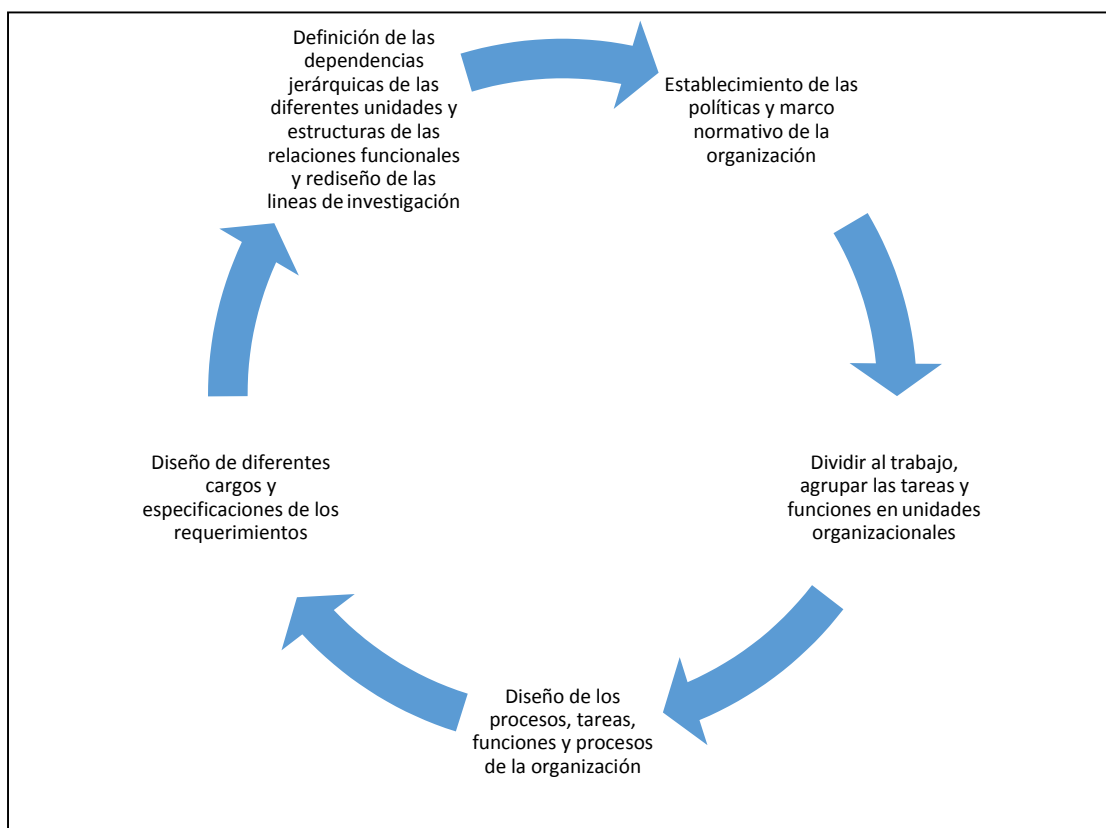 Definición de las
dependencias
jerárquicas de las
diferentes unidades y
estructuras de las
relaciones funcionales
y rediseño de las
lineas de investigación
Establecimiento de las
políticas y marco
normativo de la
organización
Dividir al trabajo,
agrupar las tareas y
funciones en unidades
organizacionales
Diseño de los
procesos, tareas,
funciones y procesos
de la organización
Diseño de diferentes
cargos y
especificaciones de los
requerimientos